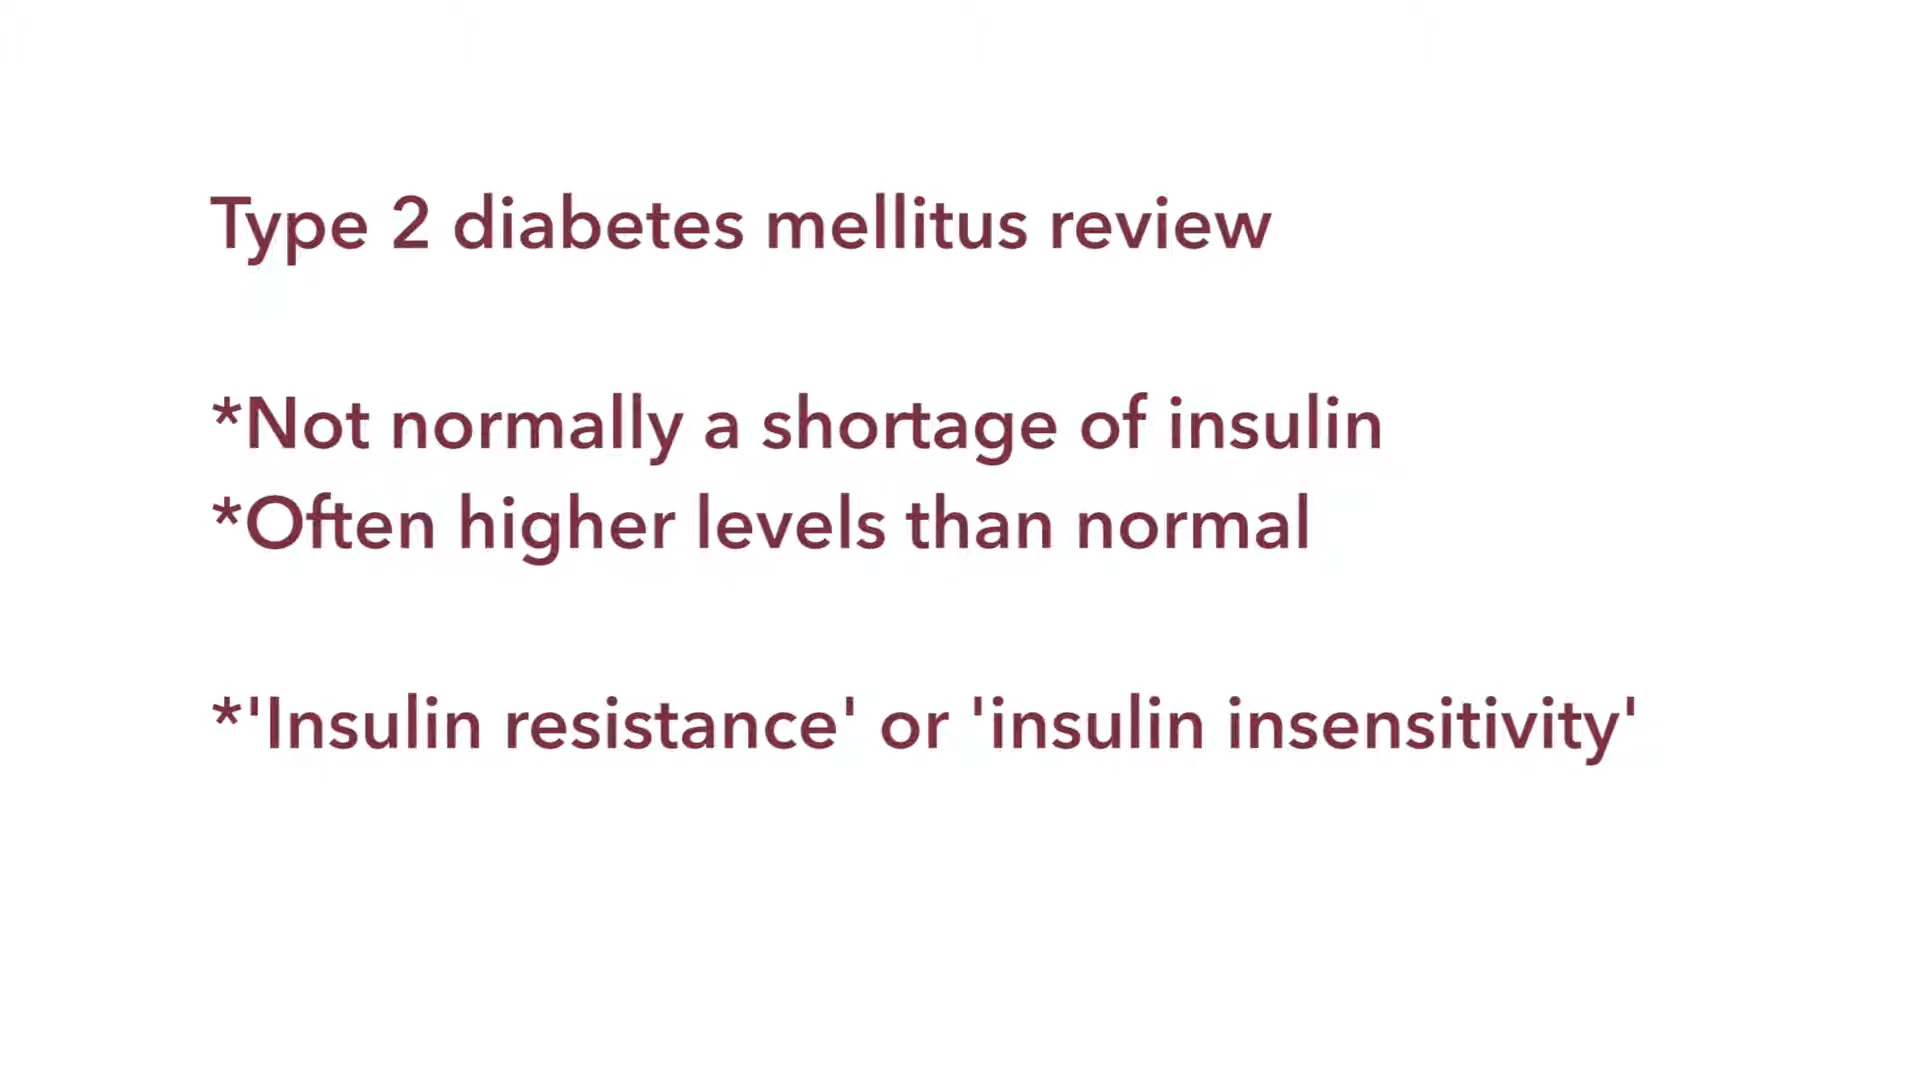 Type 2 diabetes mellitus review
*Not normally a shortage of insulin
*Often higher levels than normal
*'Insulin resistance' or 'insulin insensitivity'